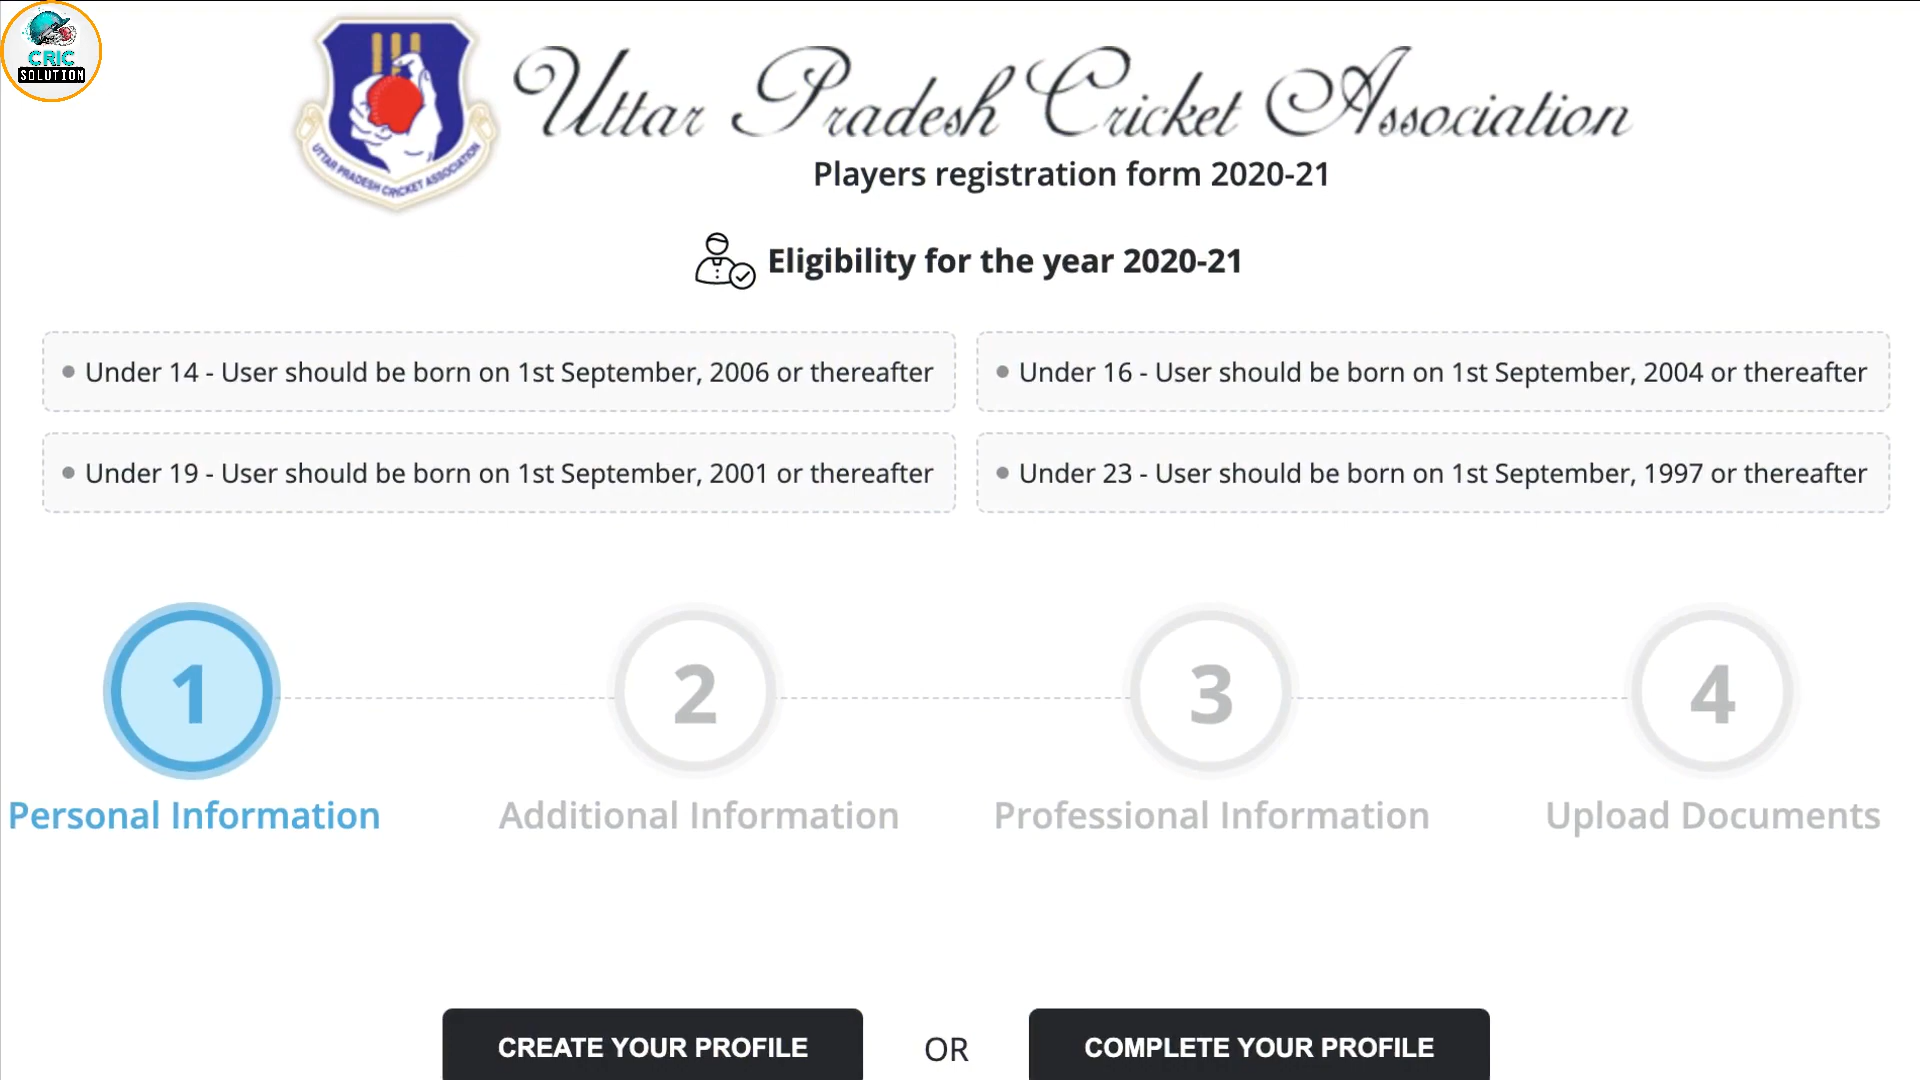 CRIC
SOLUTION
UTTAR PRADESH CRICKET ASSOCIATION
Uttar Pradesh Cricket Association
Players registration form 2020-21
Eligibility for the year 2020-21
Under 14 - User should be born on 1st September, 2006 or thereafter
Under 16 - User should be born on 1st September, 2004 or thereafter
Under 19 - User should be born on 1st September, 2001 or thereafter
Under 23 - User should be born on 1st September, 1997 or thereafter
1
2
3
4
Personal Information
Additional Information
Professional Information
Upload Documents
CREATE YOUR PROFILE
OR
COMPLETE YOUR PROFILE